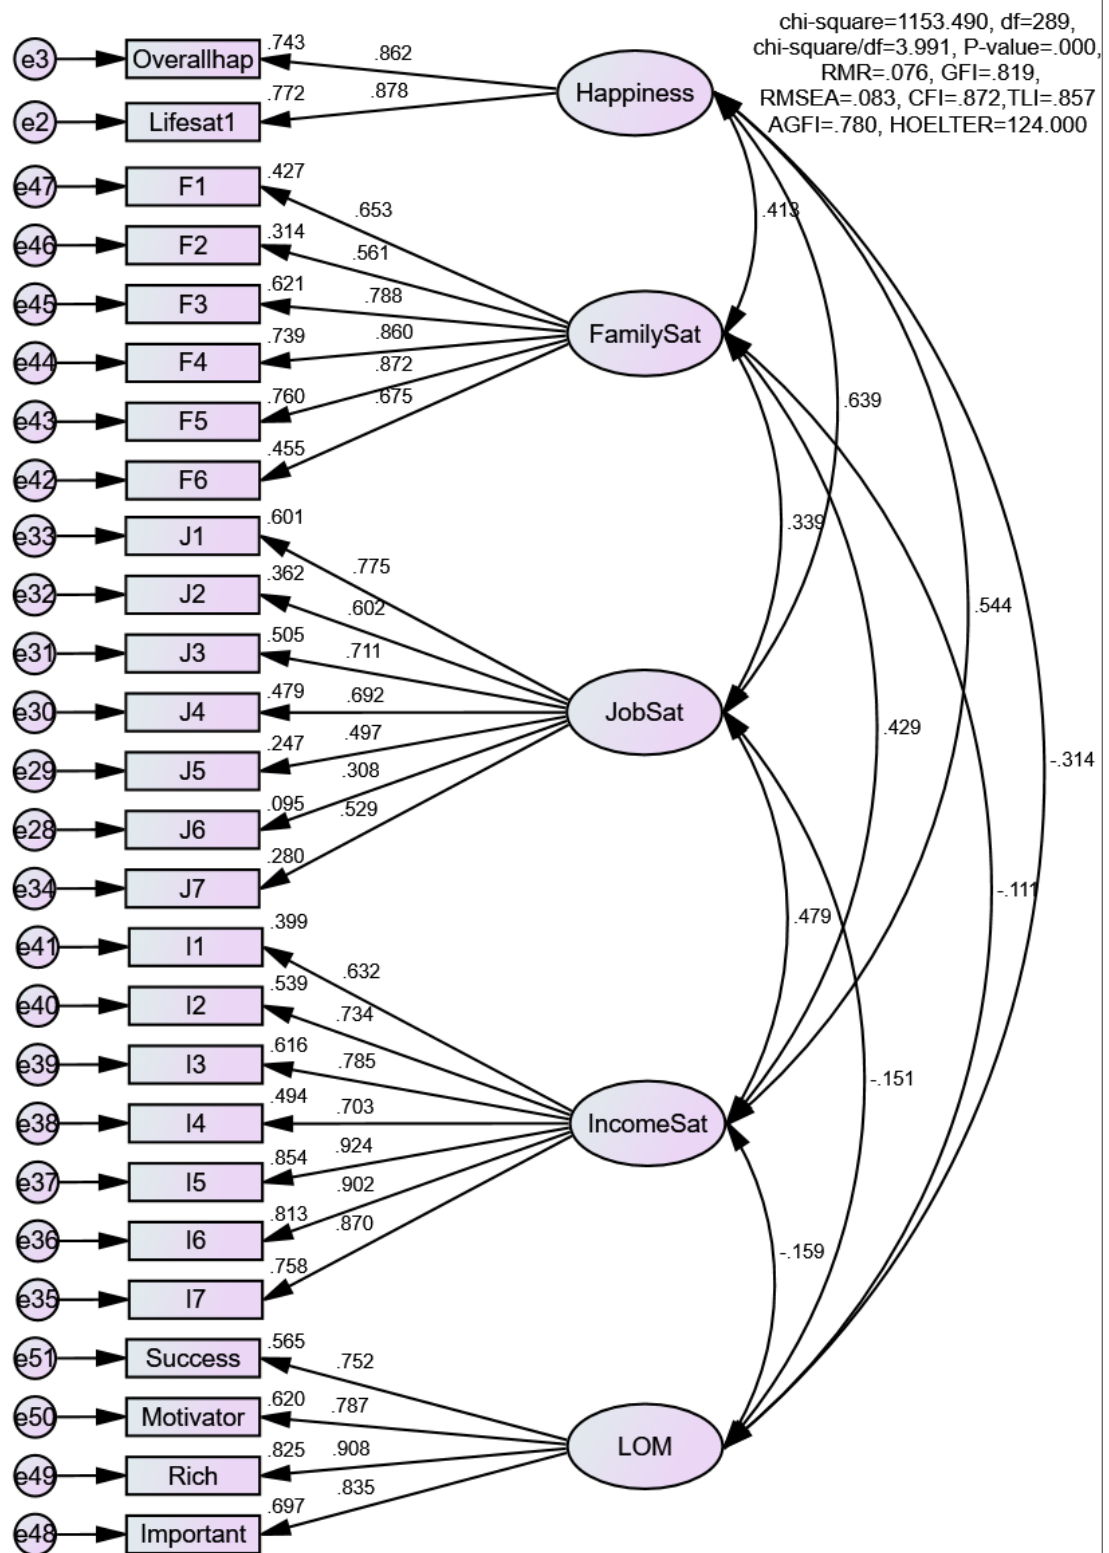 chi-square=1153.490, df=289,
chi-square/df=3.991, P-value=.000,
RMR=.076, GFI=.819,
RMSEA=.083, CFI=.872,TLI=.857
AGFI=.780, HOELTER=124.000
e3 Overallhap .743 .862
Happiness
e2 Lifesat1 .772 .878
e47 F1 .427 .653
.413
e46 F2 .314 .561
e45 F3 .621 .788
FamilySat
e44 F4 .739 .860
e43 F5 .760 .872
.639
e42 F6 .455 .675
e33 J1 .601 .775
.339
e32 J2 .362 .602
.544
e31 J3 .505 .711
e30 J4 .479 .692
JobSat
.429
e29 J5 .247 .497
-.314
e28 J6 .095 .308
e34 J7 .280 .529
-.111
.479
e41 I1 .399 .632
e40 I2 .539 .734
e39 I3 .616 .785
-.151
e38 I4 .494 .703
IncomeSat
e37 I5 .854 .924
e36 I6 .813 .902
-.159
e35 I7 .758 .870
e51 Success .565 .752
e50 Motivator .620 .787
LOM
e49 Rich .825 .908
e48 Important .697 .835